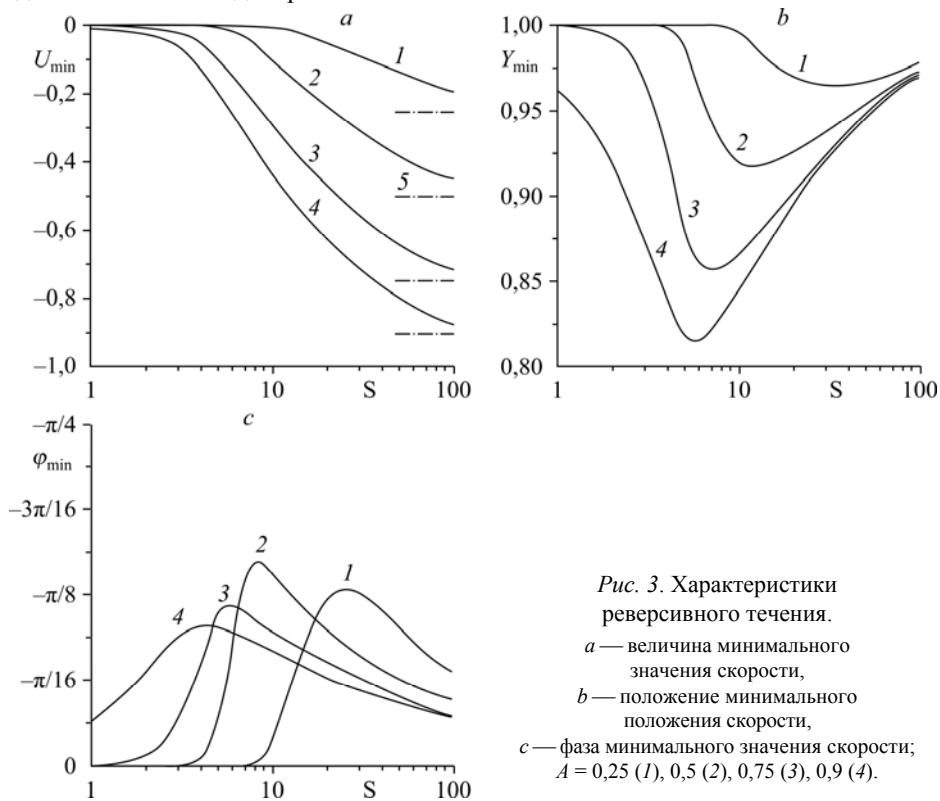 a
0
U min
–0,2
–0,4
–0,6
–0,8
–1,0
1
2
3
4
5
1 10 S 100
b
1,00
Y min
0,95
0,90
0,85
0,80
1
2
3
4
1 10 S 100
c
–π/4
φ min
–3π/16
–π/8
–π/16
0
1
2
3
4
1 10 S 100
Рис. 3. Характеристики
реверсивного течения.
a — величина минимального
значения скорости,
b — положение минимального
положения скорости,
c — фаза минимального значения скорости;
A = 0,25 (1), 0,5 (2), 0,75 (3), 0,9 (4).